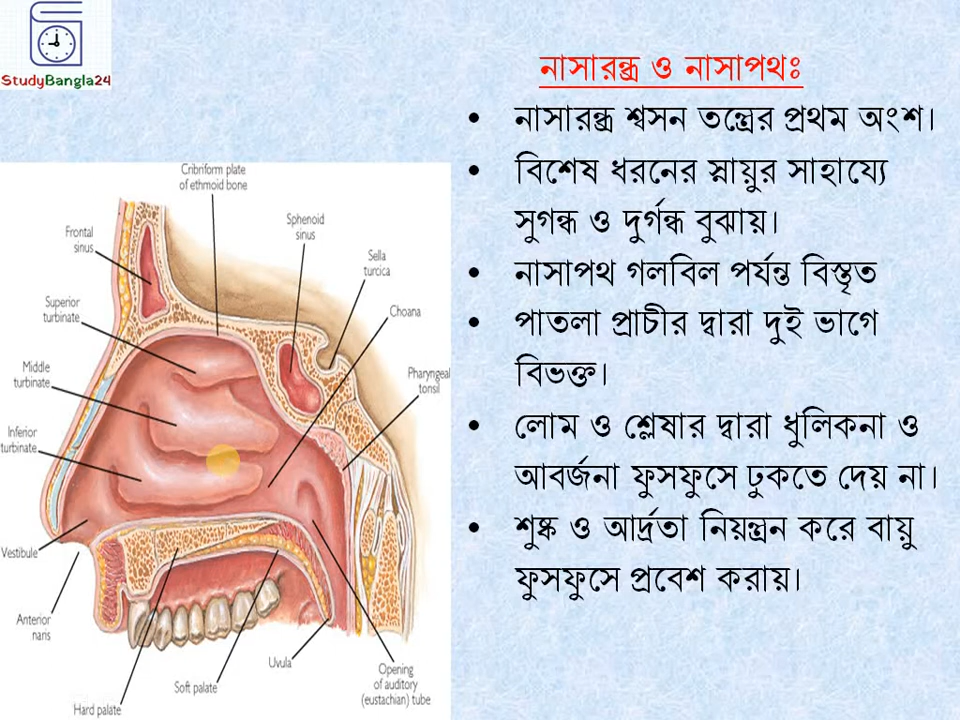 StudyBangla24
নাসারন্ধ্র ও নাসাপথঃ
• নাসারন্ধ্র শ্বসন তন্ত্রের প্রথম অংশ।
• বিশেষ ধরনের স্নায়ুর সাহায্যে
সুগন্ধ ও দুর্গন্ধ বুঝায়।
• নাসাপথ গলবিল পর্যন্ত বিস্তৃত
• পাতলা প্রাচীর দ্বারা দুই ভাগে
বিভক্ত।
• লোম ও শ্লেষার দ্বারা ধুলিকনা ও
আবর্জনা ফুসফুসে ঢুকতে দেয় না।
• শুষ্ক ও আর্দ্রতা নিয়ন্ত্রন করে বায়ু
ফুসফুসে প্রবেশ করায়।
Cribriform plate
of ethmoid bone
Frontal
sinus
Sphenoid
sinus
Sella
turcica
Superior
turbinate
Choana
Middle
turbinate
Pharyngeal
tonsil
Inferior
turbinate
Vestibule
Anterior
naris
Uvula
Opening
of auditory
(eustachian) tube
Soft palate
Hard palate